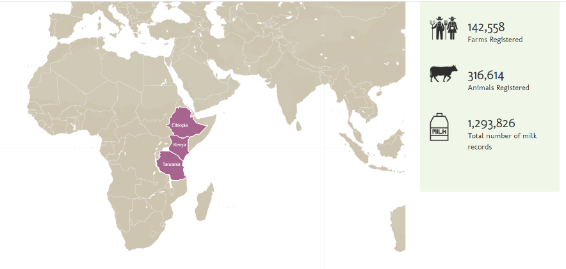 142,558
Farms Registered
316,614
Animals Registered
1,293,826
Total number of milk
records
MILK
Ethiopia
Kenya
Tanzania